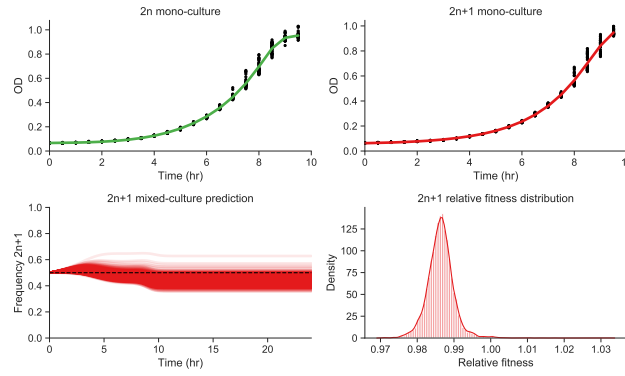 2n mono-culture
2n+1 mono-culture
OD
1.0
0.8
0.6
0.4
0.2
0.0
0 2 4 6 8 10
Time (hr)
OD
1.0
0.8
0.6
0.4
0.2
0.0
0 2 4 6 8
Time (hr)
2n+1 mixed-culture prediction
2n+1 relative fitness distribution
Frequency 2n+1
1.0
0.8
0.6
0.4
0.2
0.0
0 5 10 15 20
Time (hr)
Density
125
100
75
50
25
0
0.97 0.98 0.99 1.00 1.01 1.02 1.03
Relative fitness